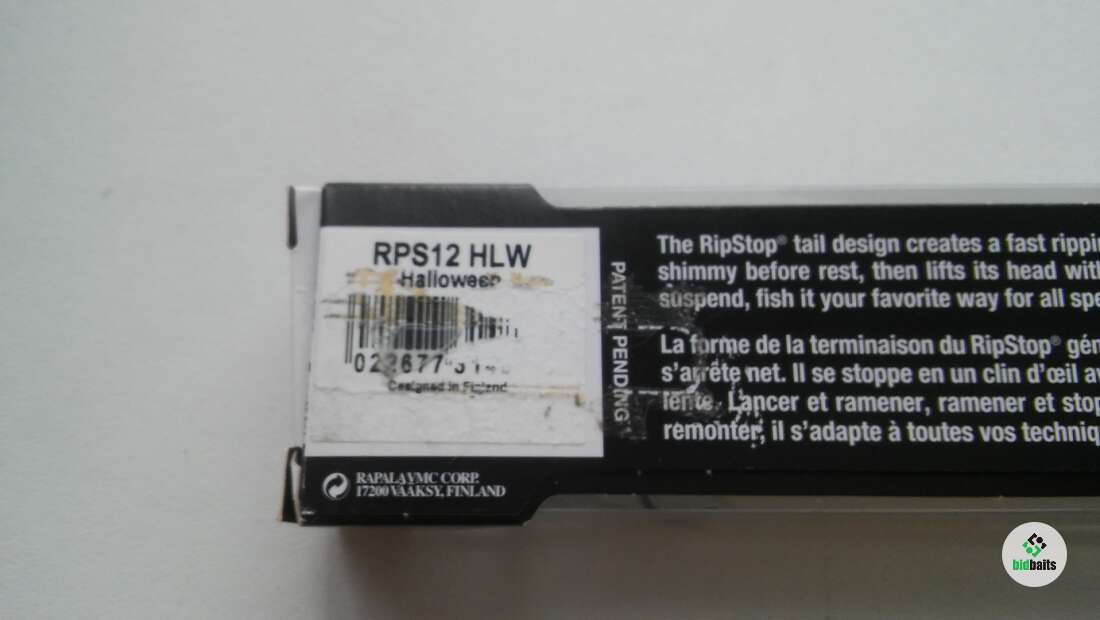 RPS12 HLW
Halloween
Designed in Finland
PATENT PENDING
The RipStop® tail design creates a fast rippin
shimmy before rest, then lifts its head with
suspend, fish it your favorite way for all spe
La forme de la terminaison du RipStop® gén
s'arrête net. Il se stoppe en un clin d'œil av
lente. Lancer et ramener, ramener et stop
remonter, il s'adapte à toutes vos techniq
RAPALA VMC CORP.
17200 VÄÄKSY, FINLAND
bidbaits